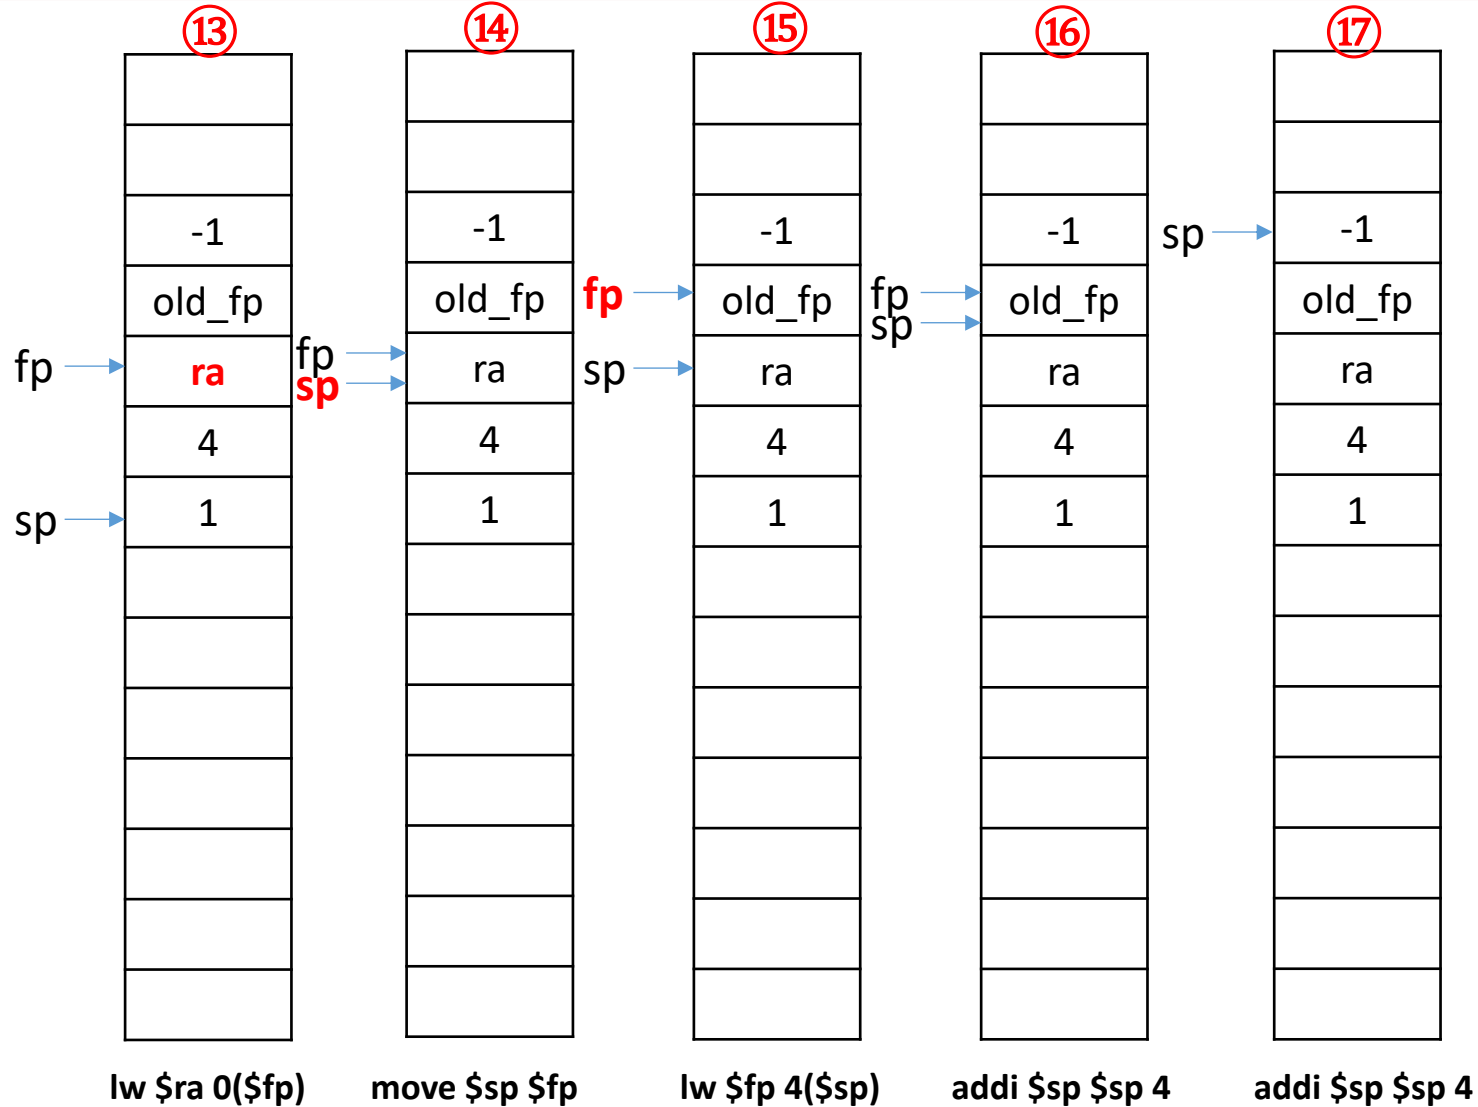 ⑬ ⑭ ⑮ ⑯ ⑰
-1 -1 -1 -1 sp -1
old_fp old_fp fp old_fp fp sp old_fp old_fp
fp ra fp sp ra sp ra ra ra
4 4 4 4 4
sp 1 1 1 1 1
lw $ra 0($fp) move $sp $fp lw $fp 4($sp) addi $sp $sp 4 addi $sp $sp 4